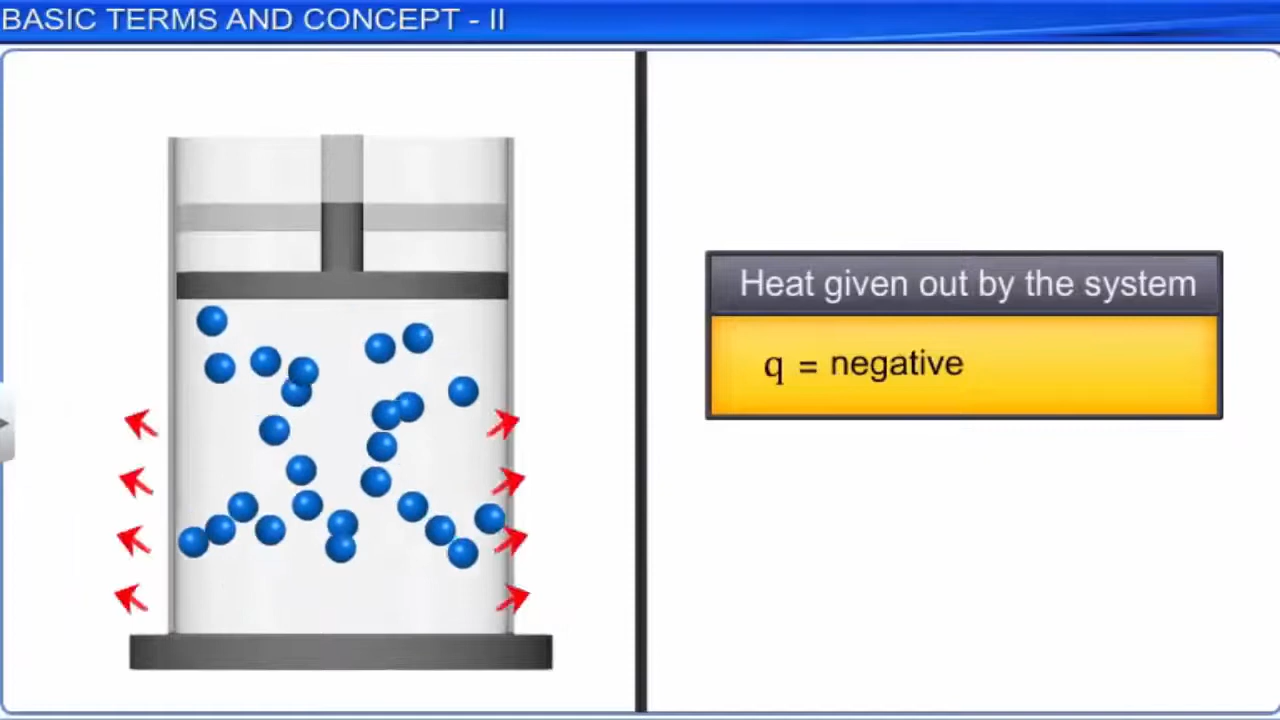 BASIC TERMS AND CONCEPT - II
Heat given out by the system
q = negative